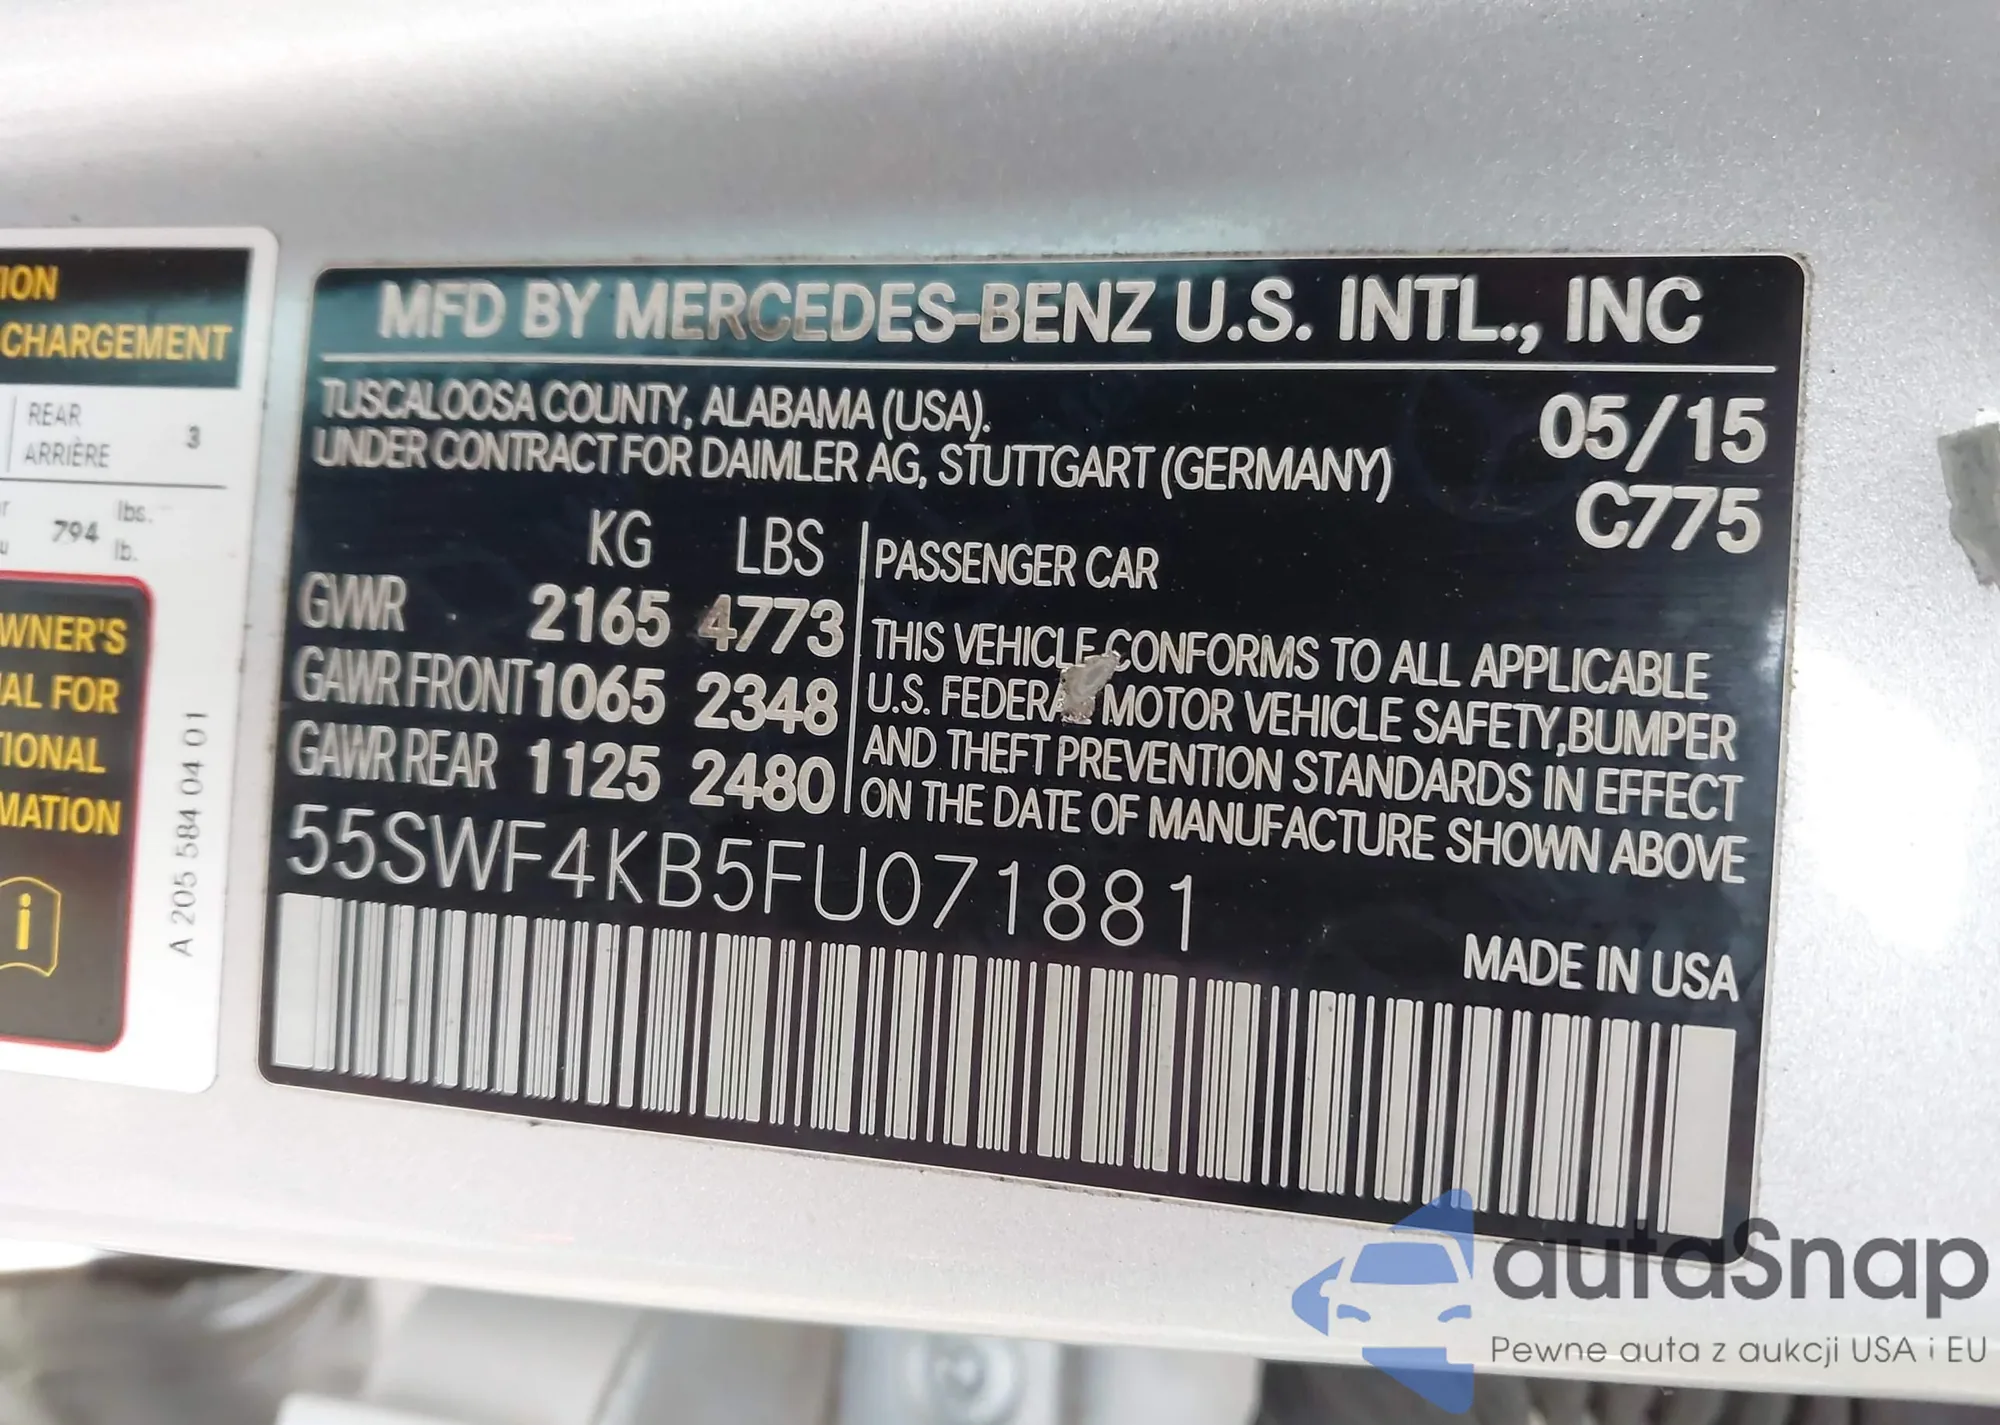 ION
CHARGEMENT
REAR
ARRIÈRE
3
794
lbs.
lb.
WNER'S
AL FOR
TIONAL
MATION
i
A 205 584 04 01
MFD BY MERCEDES-BENZ U.S. INTL., INC
TUSCALOOSA COUNTY, ALABAMA (USA).
UNDER CONTRACT FOR DAIMLER AG, STUTTGART (GERMANY)
05/15
C775
KG LBS
GVWR 2165 4773
GAWR FRONT 1065 2348
GAWR REAR 1125 2480
PASSENGER CAR
THIS VEHICLE CONFORMS TO ALL APPLICABLE
U.S. FEDERAL MOTOR VEHICLE SAFETY, BUMPER
AND THEFT PREVENTION STANDARDS IN EFFECT
ON THE DATE OF MANUFACTURE SHOWN ABOVE
55SWF4KB5FU071881
MADE IN USA
autaSnap
Pewne auta z aukcji USA i EU